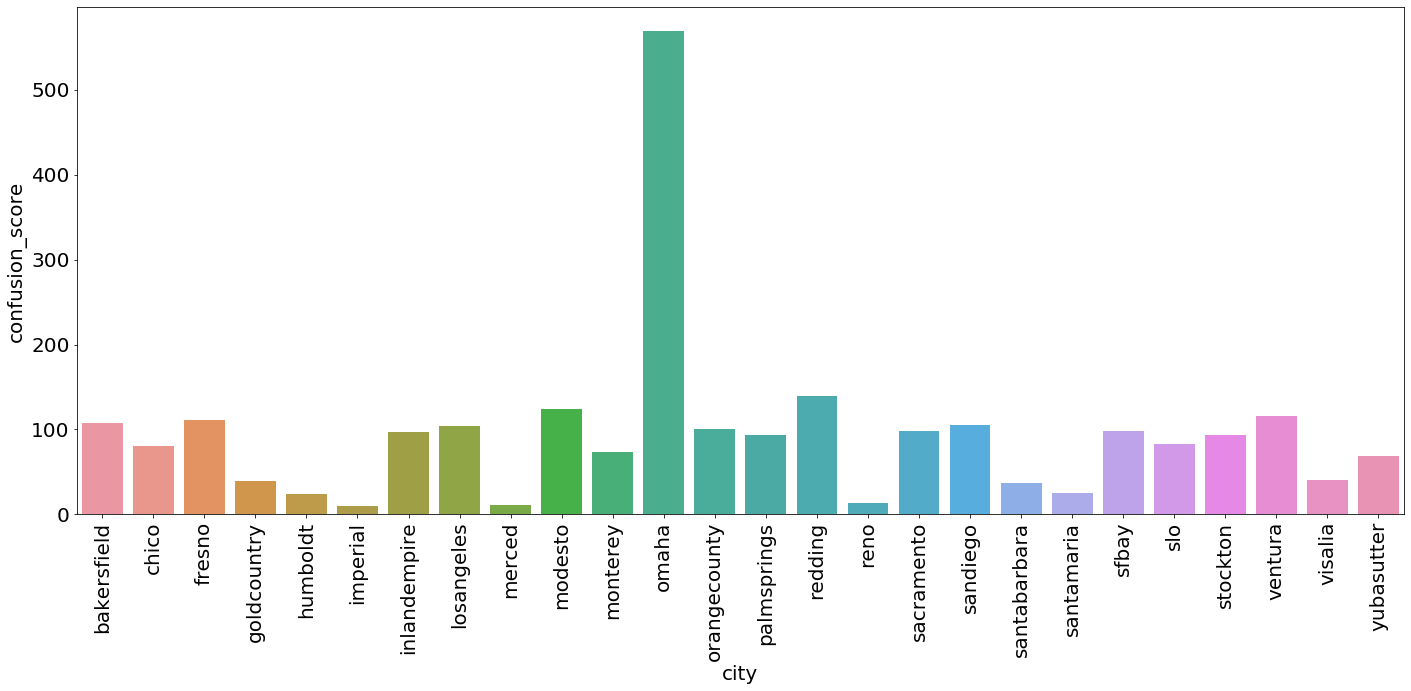 confusion_score
500
400
300
200
100
0
bakersfield
chico
fresno
goldcountry
humboldt
imperial
inlandempire
losangeles
merced
modesto
monterey
omaha
orangecounty
palmsprings
redding
reno
sacramento
sandiego
santabarbara
santamaria
sfbay
slo
stockton
ventura
visalia
yubasutter
city